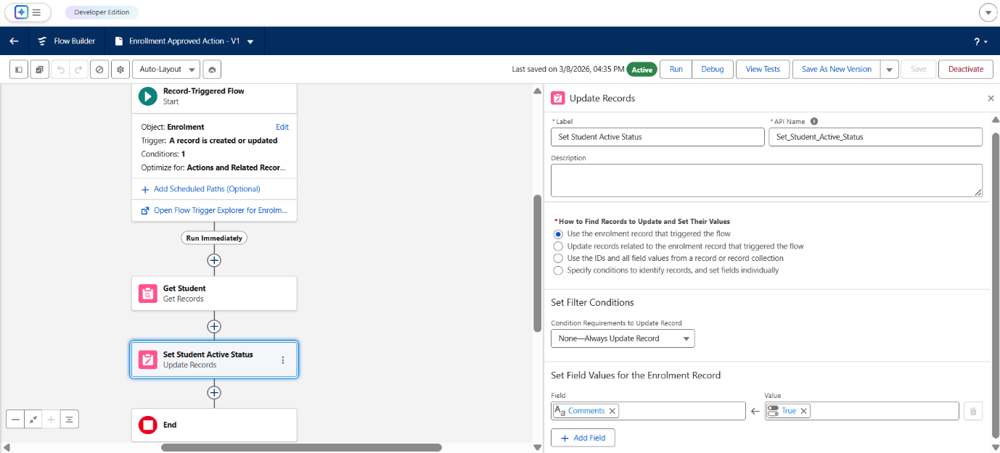 Developer Edition
Flow Builder
Enrollment Approved Action - V1
?
Auto-Layout
Last saved on 3/8/2026, 04:35 PM
Active
Run
Debug
View Tests
Save As New Version
Save
Deactivate
Record-Triggered Flow
Start
Object: Enrolment
Edit
Trigger: A record is created or updated
Conditions: 1
Optimize for: Actions and Related Recor...
Add Scheduled Paths (Optional)
Open Flow Trigger Explorer for Enrolm...
Run Immediately
Get Student
Get Records
Set Student Active Status
Update Records
End
Update Records
*Label
Set Student Active Status
*API Name
Set_Student_Active_Status
Description
*How to Find Records to Update and Set Their Values
Use the enrolment record that triggered the flow
Update records related to the enrolment record that triggered the flow
Use the IDs and all field values from a record or record collection
Specify conditions to identify records, and set fields individually
Set Filter Conditions
Condition Requirements to Update Record
None—Always Update Record
Set Field Values for the Enrolment Record
Field
Aa Comments
Value
True
Add Field